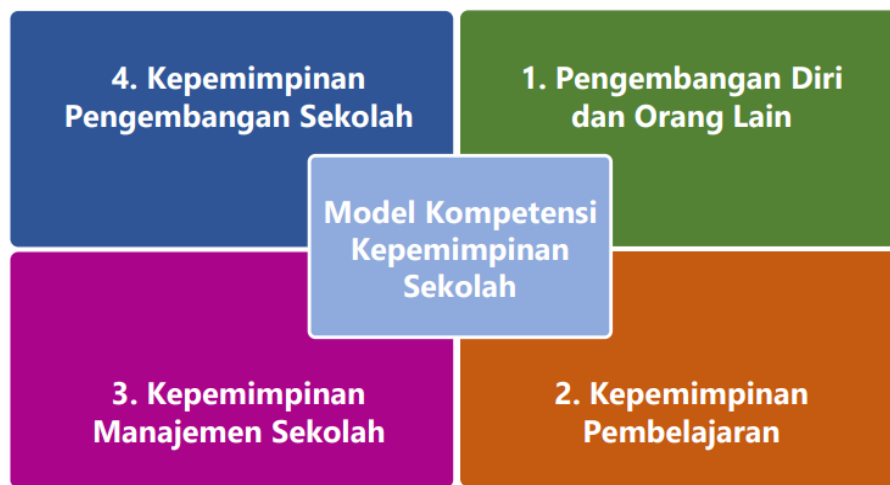 4. Kepemimpinan
Pengembangan Sekolah
1. Pengembangan Diri
dan Orang Lain
Model Kompetensi
Kepemimpinan
Sekolah
3. Kepemimpinan
Manajemen Sekolah
2. Kepemimpinan
Pembelajaran